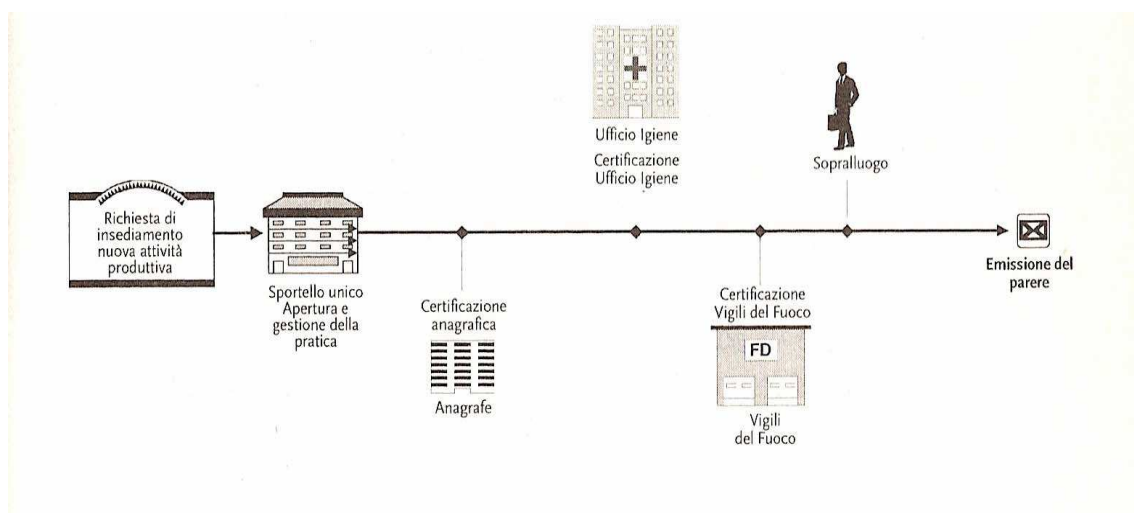 Ufficio Igiene
Certificazione
Ufficio Igiene
Sopralluogo
Richiesta di
insediamento
nuova attività
produttiva
Sportello unico
Apertura e
gestione della
pratica
Certificazione
anagrafica
Anagrafe
Certificazione
Vigili del Fuoco
FD
Vigili
del Fuoco
Emissione del
parere